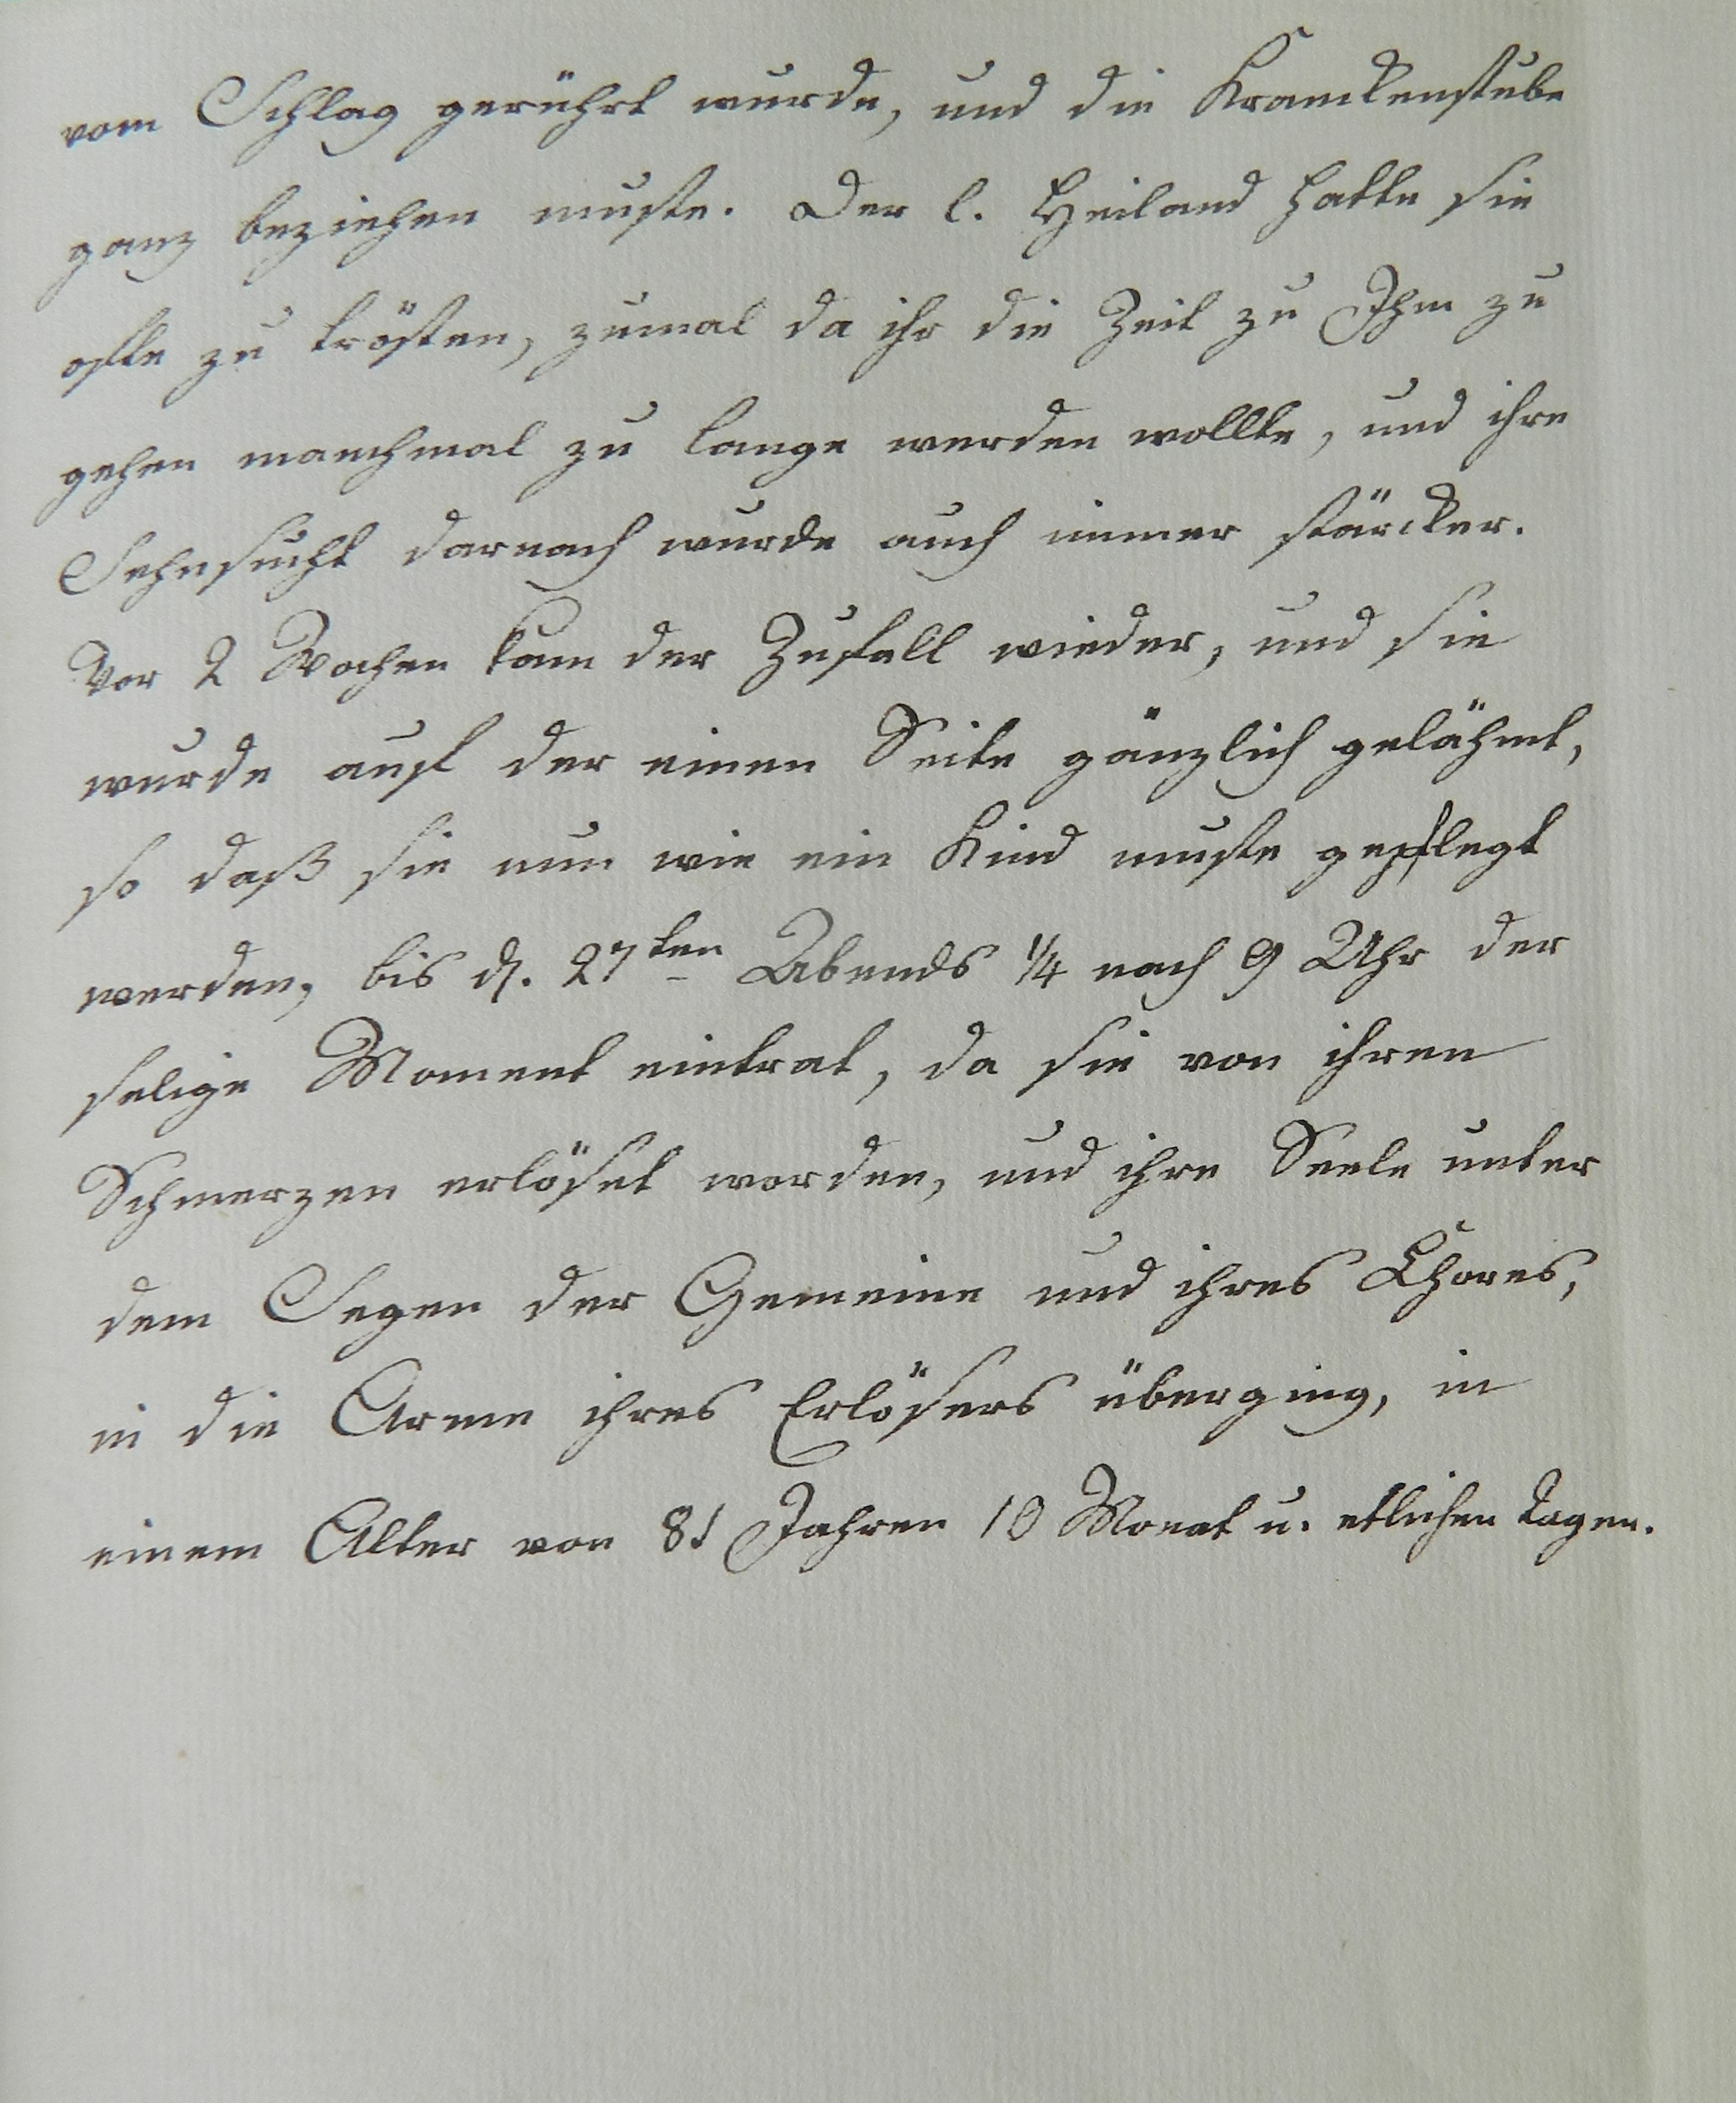 vom Schlag gerührt wurde, und die Kranckenstube
ganz beziehen muste. Der l. Heiland hatte sie
ofte zu trösten, zumal da ihr die Zeit zu Ihm zu
gehen manchmal zu lange werden wollte, und ihre
Sehnsucht darnach wurde auch immer stärcker.
Vor 2 Wochen kam der Zufall wieder, und sie
wurde auf der einen Seite gänzlich gelähmt,
so daß sie nun wie ein Kind muste gepflegt
werden, bis d. 27ten Abends 1/4 nach 9 Uhr der
selige Moment eintrat, da sie von ihren
Schmerzen erlöset worden, und ihre Seele unter
dem Segen der Gemeine und ihres Chores,
in die Arme ihres Erlösers überging, in
einem Alter von 81 Jahren 10 Monat u. etlichen Tagen.